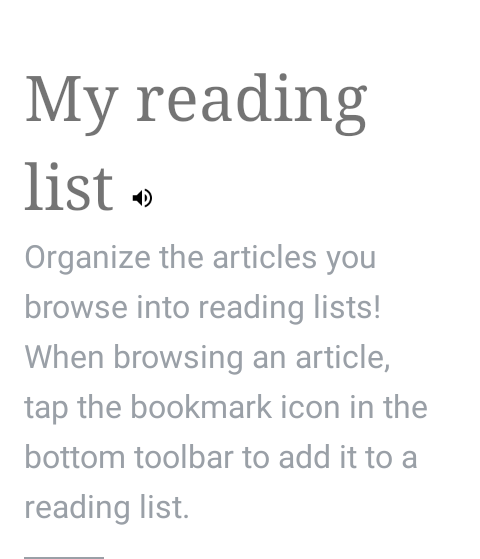 My reading
list
Organize the articles you
browse into reading lists!
When browsing an article,
tap the bookmark icon in the
bottom toolbar to add it to a
reading list.